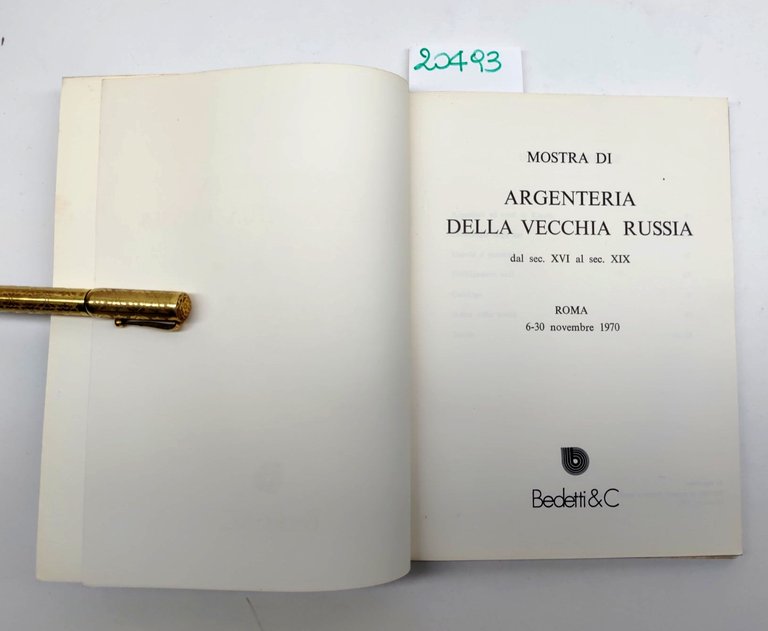 20493
MOSTRA DI
ARGENTERIA
DELLA VECCHIA RUSSIA
dal sec. XVI al sec. XIX
ROMA
6-30 novembre 1970
Bedetti & C